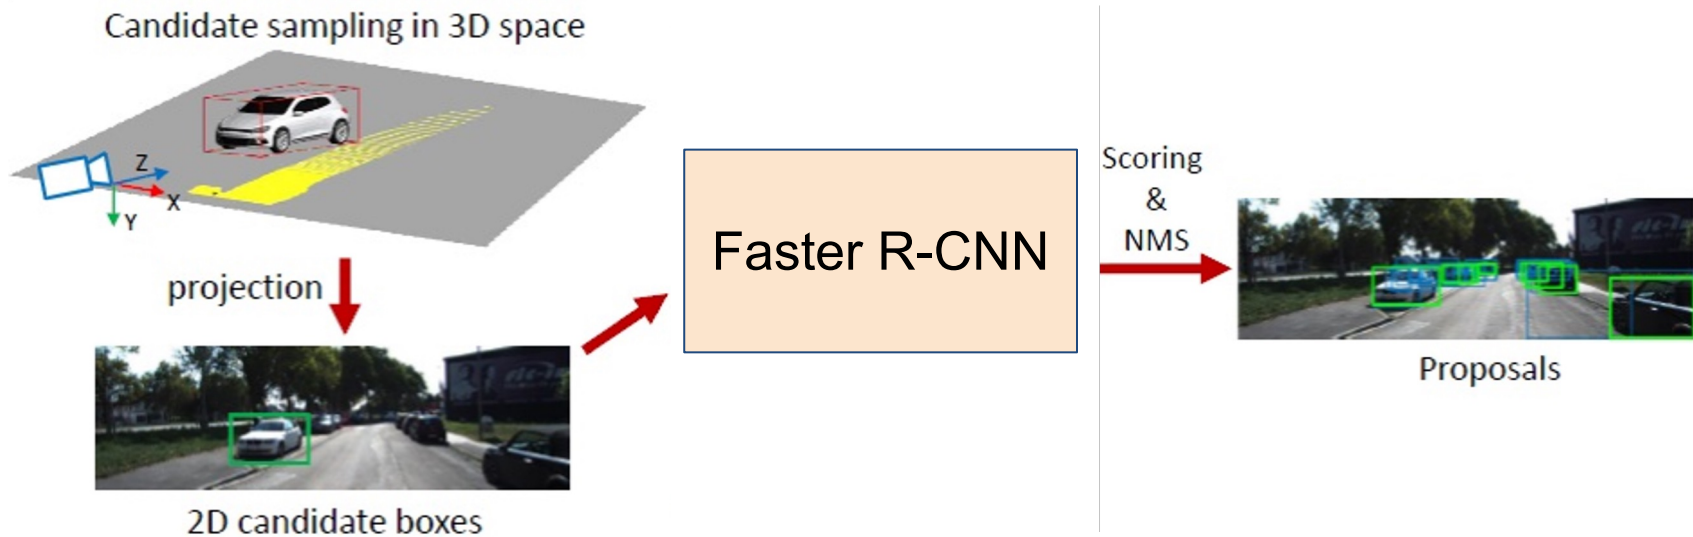 Candidate sampling in 3D space
Z
X
Y
projection
2D candidate boxes
Faster R-CNN
Scoring
&
NMS
Proposals